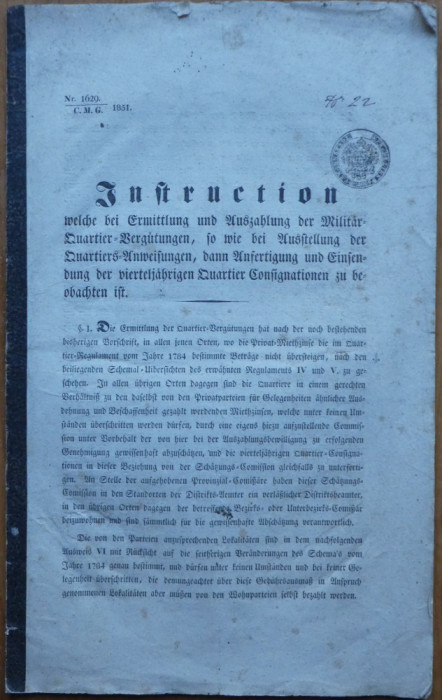 Nr. 1620.
C. M. G. 1851.
22
Instruction
welche bei Ermittlung und Auszahlung der Militär-
Quartier-Vergütungen, so wie bei Ausstellung der
Quartiers-Anweisungen, dann Anfertigung und Einsen-
dung der vierteljährigen Quartier Consignationen zu be-
obachten ist.
§. 1. Die Ermittlung der Quartier-Vergütungen hat nach der noch bestehenden
bisherigen Vorschrift, in allen jenen Orten, wo die Privat-Miethzinse die im Quar-
tier-Regulament vom Jahre 1764 bestimmte Beträge nicht übersteigen, nach den
beiliegenden Schemal-Uibersichten des erwähnten Regulaments IV und V. zu ge-
schehen. In allen übrigen Orten dagegen sind die Quartiere in einem gerechten
Verhältniß zu den daselbst von den Privatparteien für Gelegenheiten ähnlicher Aus-
dehnung und Beschaffenheit gezahlt werdenden Miethzinsen, welche unter keinen Um-
ständen überschritten werden dürfen, durch eine eigens hiezu aufzustellende Commis-
sion unter Vorbehalt der von hier bei der Auszahlungsbewilligung zu erfolgenden
Genehmigung gewissenhaft abzuschätzen, und die vierteljährigen Quartier-Consigna-
tionen in dieser Beziehung von der Schätzungs-Comission gleichfalls zu unterferti-
gen. An Stelle der aufgehobenen Provinzial-Comissäre haben dieser Schätzungs-
Comission in den Standorten der Distrikts-Aemter ein verläßlicher Distriktsbeamter,
in den übrigen Orten dagegen der betreffende Bezirks- oder Unterbezirks-Comissär
beizuwohnen und sind sämmtlich für die gewissenhafte Abschätzung verantwortlich.
Die von den Parteien anzusprechenden Lokalitäten sind in dem nachfolgenden
Ausweis VI mit Rücksicht auf die seitherigen Veränderungen des Schema's vom
Jahre 1764 genau bestimmt, und dürfen unter keinen Umständen und bei keiner Ge-
legenheit überschritten, die demungeachtet über diese Gebührsausmaß in Anspruch
genommenen Lokalitäten aber müßen von den Wohnparteien selbst bezahlt werden.